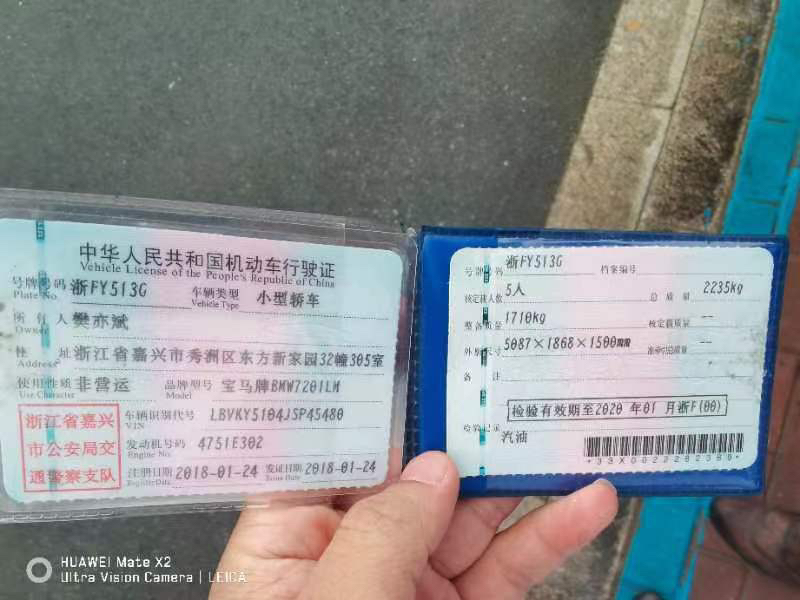 中华人民共和国机动车行驶证
Vehicle License of the People's Republic of China
号牌号码 浙FY513G 车辆类型 小型轿车
Plate No. Vehicle Type
所有人 樊亦斌
Owner
住址 浙江省嘉兴市秀洲区东方新家园32幢305室
Address
使用性质 非营运 品牌型号 宝马牌BMW7201LM
Use Character Model
浙江省嘉兴
市公安局交
通警察支队
车辆识别代号 LBVKY5104JSP45480
VIN
发动机号码 4751E302
Engine No.
注册日期 2018-01-24 发证日期 2018-01-24
Register Date Issue Date
号牌号码 浙FY513G 档案编号
核定载人数 5人 总质量 2235kg
整备质量 1710kg 核定载质量 --
外廓尺寸 5087×1868×1500mm 准牵引总质量 --
备注
检验有效期至2020年01月浙F(00)
检验记录
汽油
HUAWEI Mate X2
Ultra Vision Camera | LEICA